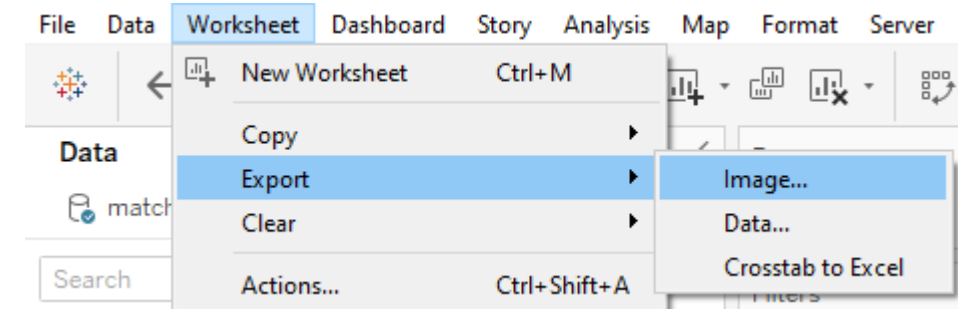 File Data Worksheet Dashboard Story Analysis Map Format Server
New Worksheet Ctrl+M
Data
Copy
Export
Image...
match
Clear
Data...
Search
Actions... Ctrl+Shift+A
Crosstab to Excel
Filters